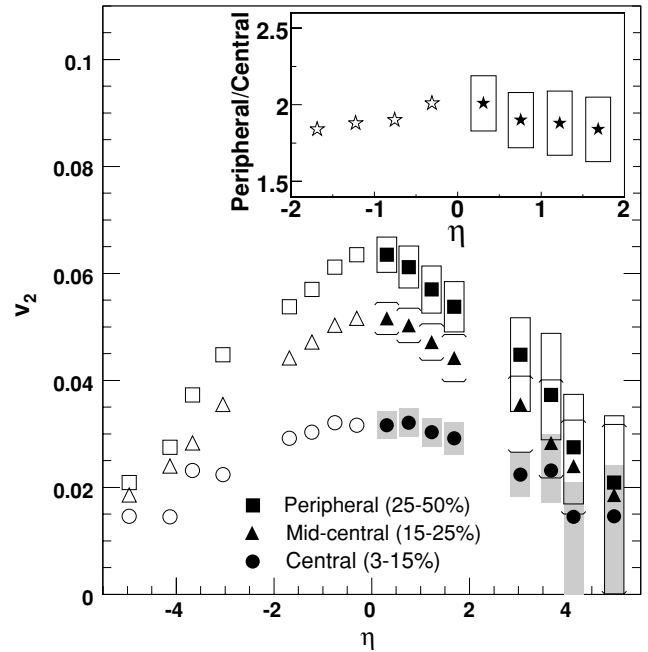 0.1
0.08
0.06
0.04
0.02
0
v₂
2.5
2
1.5
Peripheral/Central
-2 -1 0 1 2
η
Peripheral (25-50%)
Mid-central (15-25%)
Central (3-15%)
-4 -2 0 2 4
η